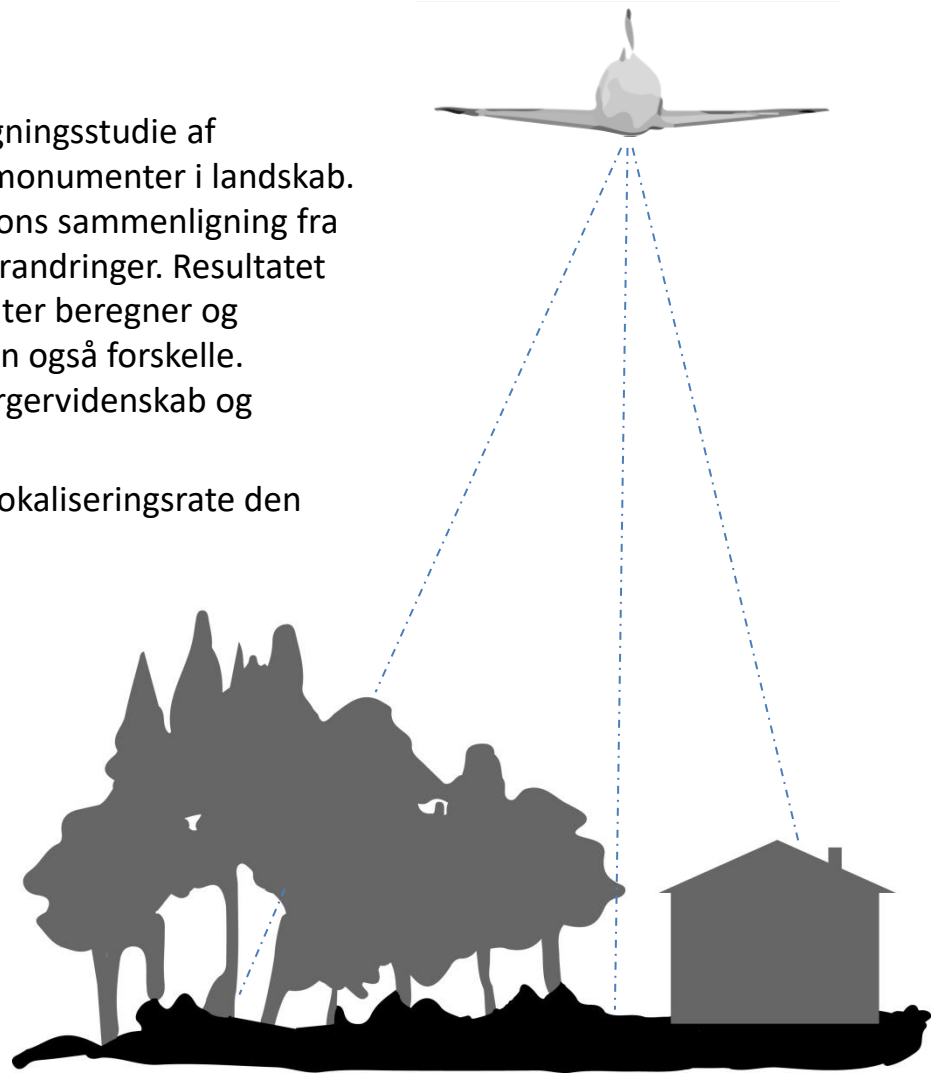 gningsstudie af
monumenter i landskab.
ons sammenligning fra
randringer. Resultatet
ter beregner og
n også forskelle.
rgervidenskab og
okaliseringsrate den